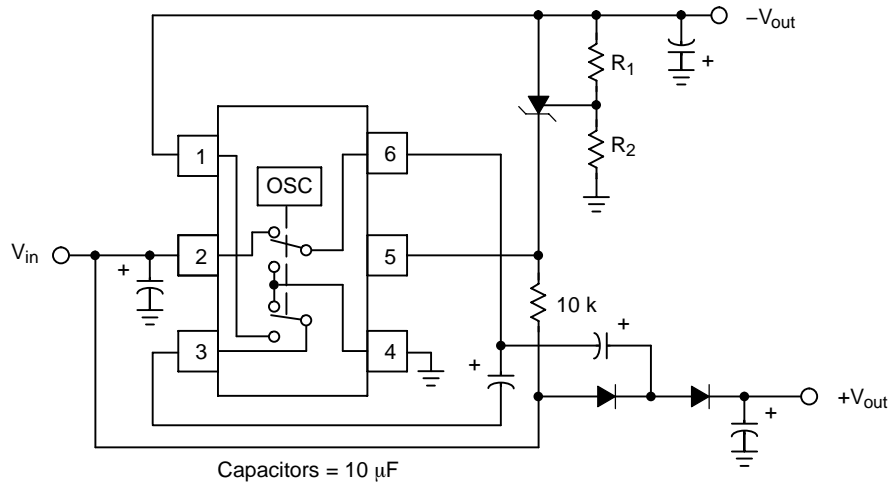 −Vout
R1
+
1
6
OSC
R2
Vin
2
5
+
10 k
+
3
4
+
+
+Vout
Capacitors = 10 μF